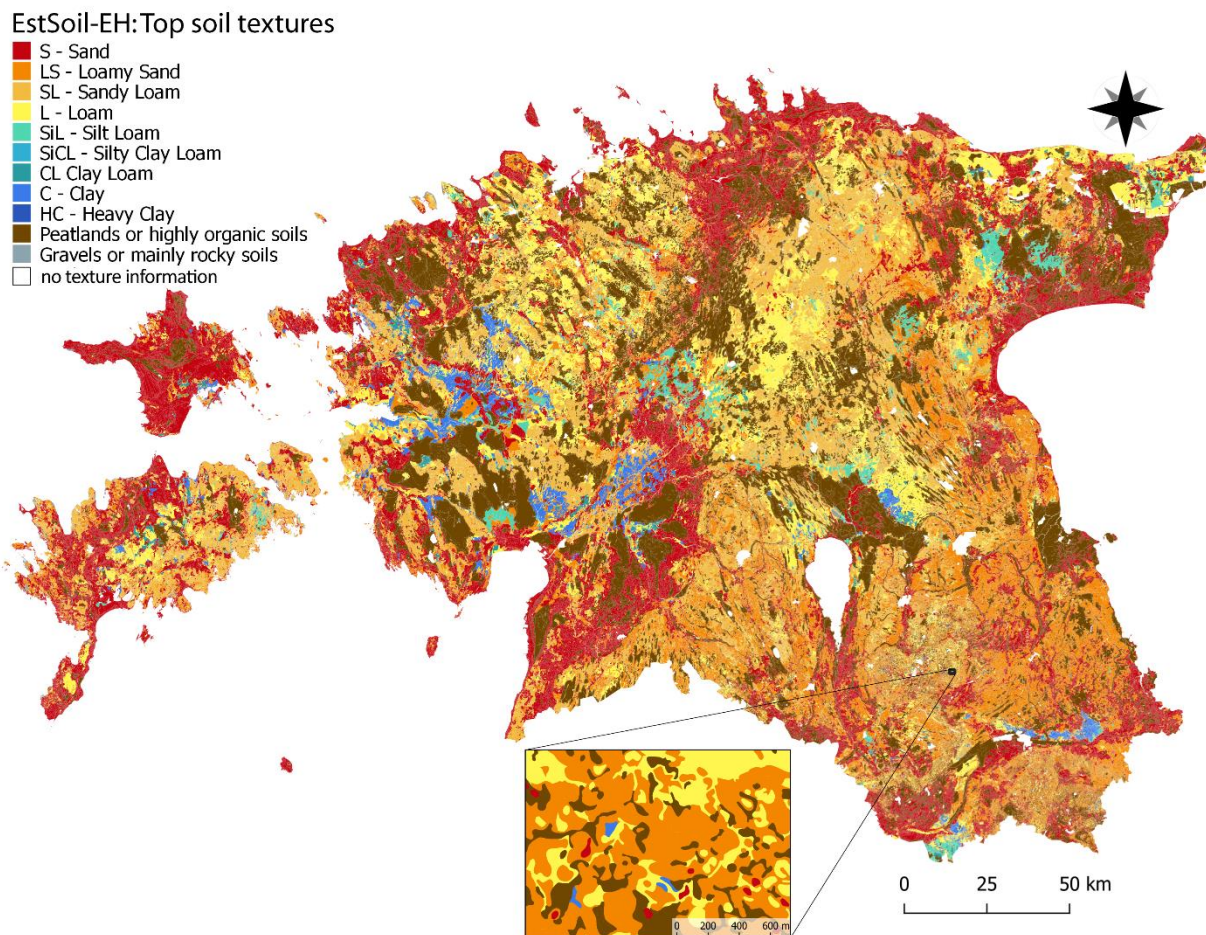 EstSoil-EH: Top soil textures
S - Sand
LS - Loamy Sand
SL - Sandy Loam
L - Loam
SiL - Silt Loam
SiCL - Silty Clay Loam
CL Clay Loam
C - Clay
HC - Heavy Clay
Peatlands or highly organic soils
Gravels or mainly rocky soils
no texture information
0 25 50 km
0 200 400 600 m